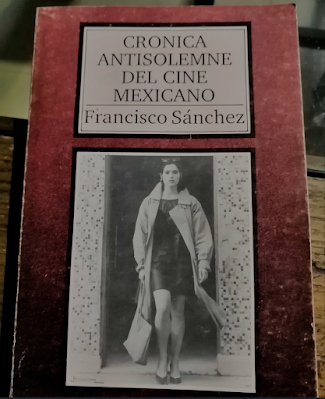 CRONICA
ANTISOLEMNE
DEL CINE
MEXICANO
Francisco Sánchez